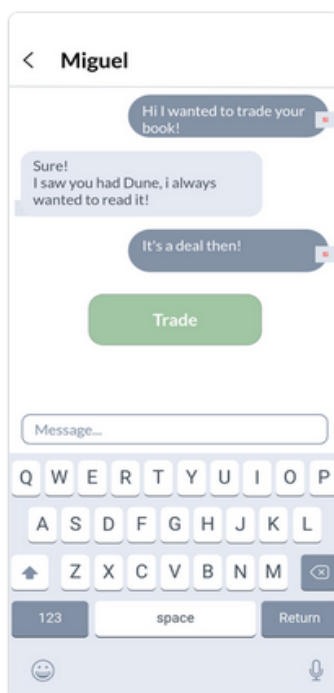 Miguel
Hi I wanted to trade your
book!
Sure!
I saw you had Dune, i always
wanted to read it!
It's a deal then!
Trade
Message...
Q W E R T Y U I O P
A S D F G H J K L
Z X C V B N M
123 space Return